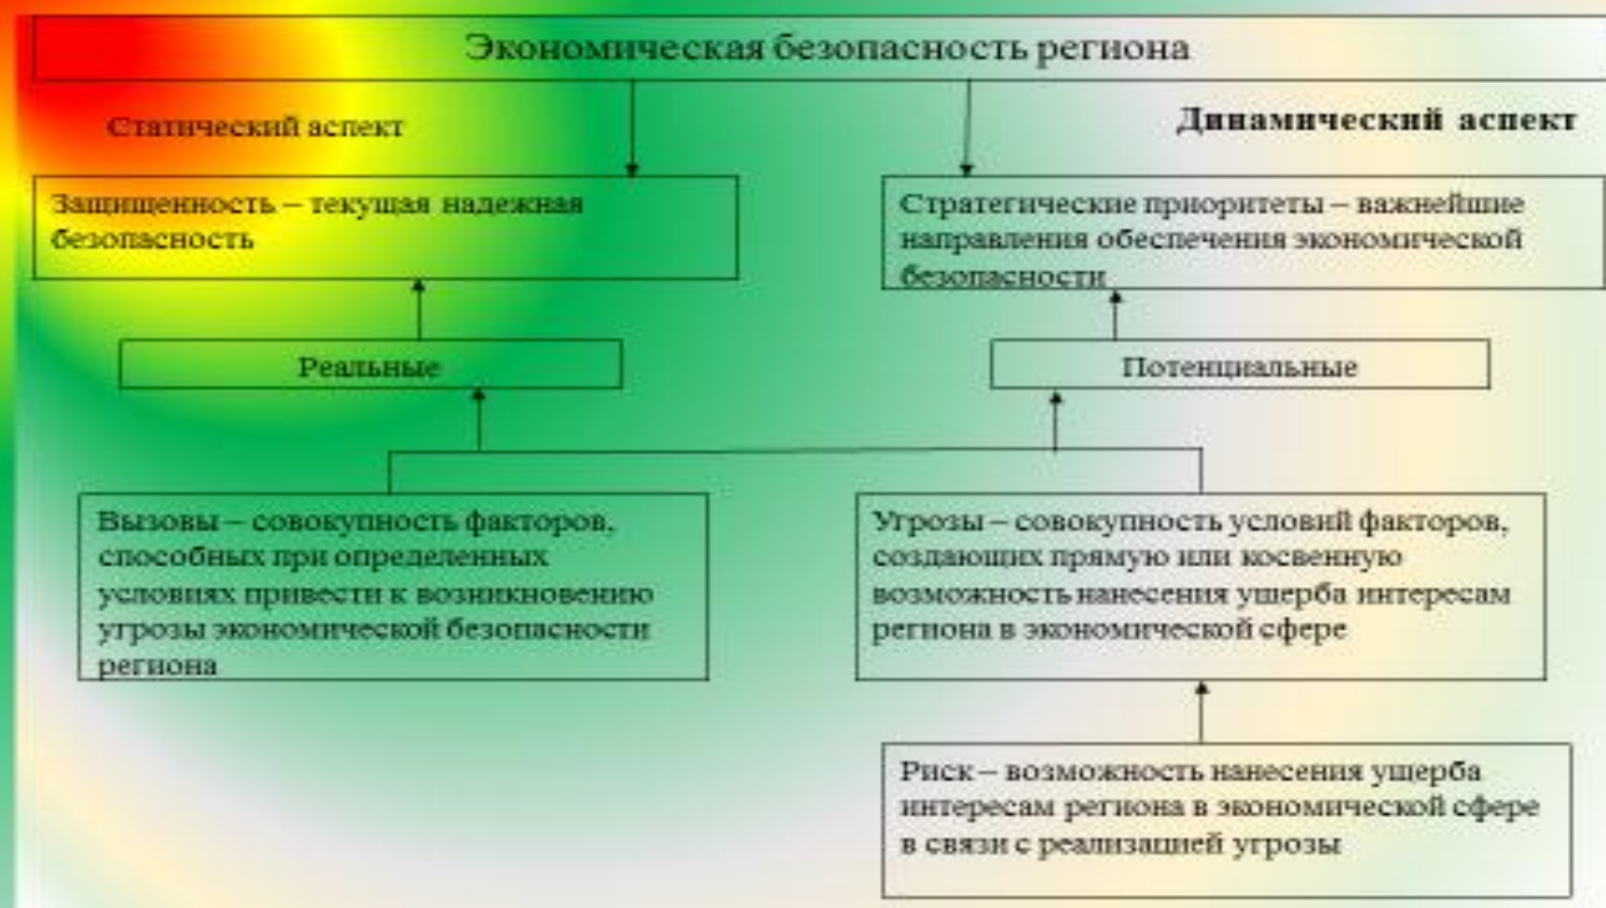 Экономическая безопасность региона
Статический аспект
Динамический аспект
Защищенность – текущая надежная
безопасность
Стратегические приоритеты – важнейшие
направления обеспечения экономической
безопасности
Реальные
Потенциальные
Вызовы – совокупность факторов,
способных при определенных
условиях привести к возникновению
угрозы экономической безопасности
региона
Угрозы – совокупность условий факторов,
создающих прямую или косвенную
возможность нанесения ущерба интересам
региона в экономической сфере
Риск – возможность нанесения ущерба
интересам региона в экономической сфере
в связи с реализацией угрозы